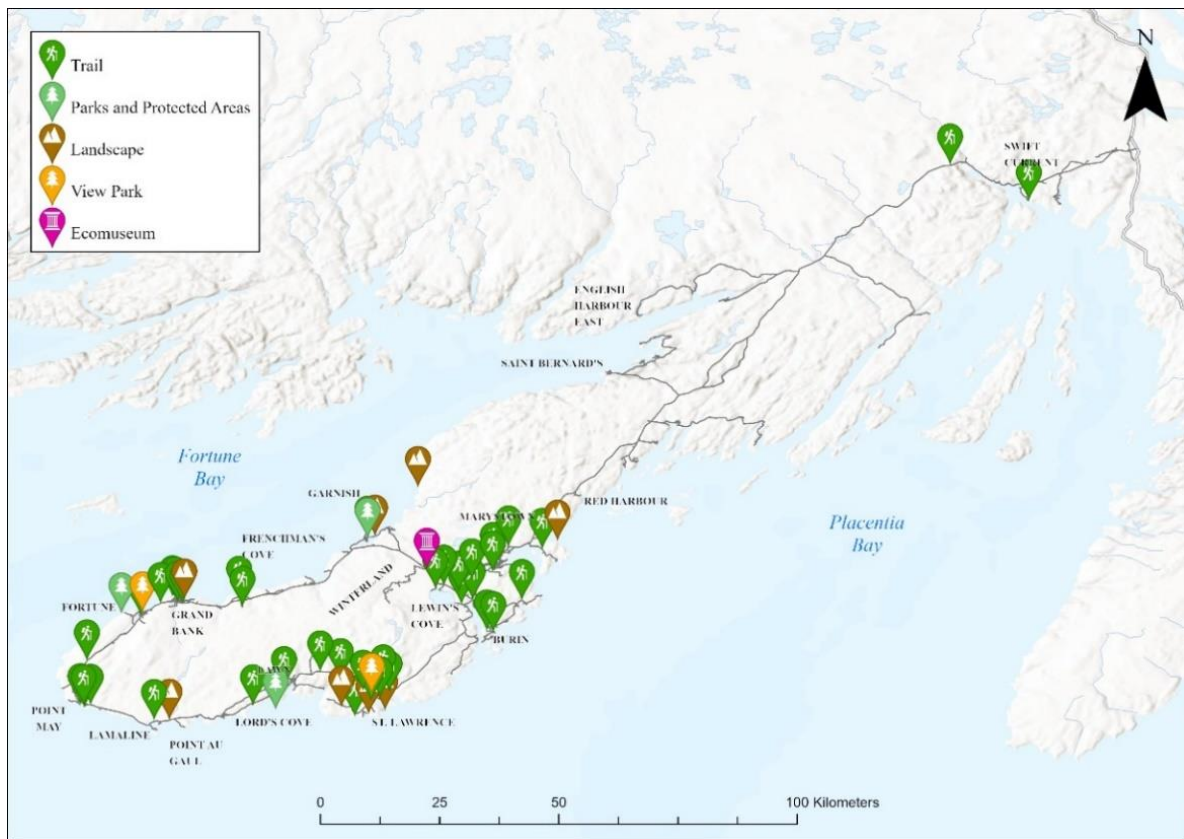 Trail
Parks and Protected Areas
Landscape
View Park
Ecomuseum
N
SWIFT
CURRENT
ENGLISH
HARBOUR
EAST
SAINT BERNARD'S
Fortune
Bay
GARNISH
RED HARBOUR
MARYSTOWN
Placentia
Bay
FRENCHMAN'S
COVE
WINTERLAND
FORTUNE
GRAND
BANK
LEWIN'S
COVE
BURIN
POINT
MAY
LAMALINE
POINT AU
GAUL
LORD'S COVE
ST. LAWRENCE
0 25 50 100 Kilometers